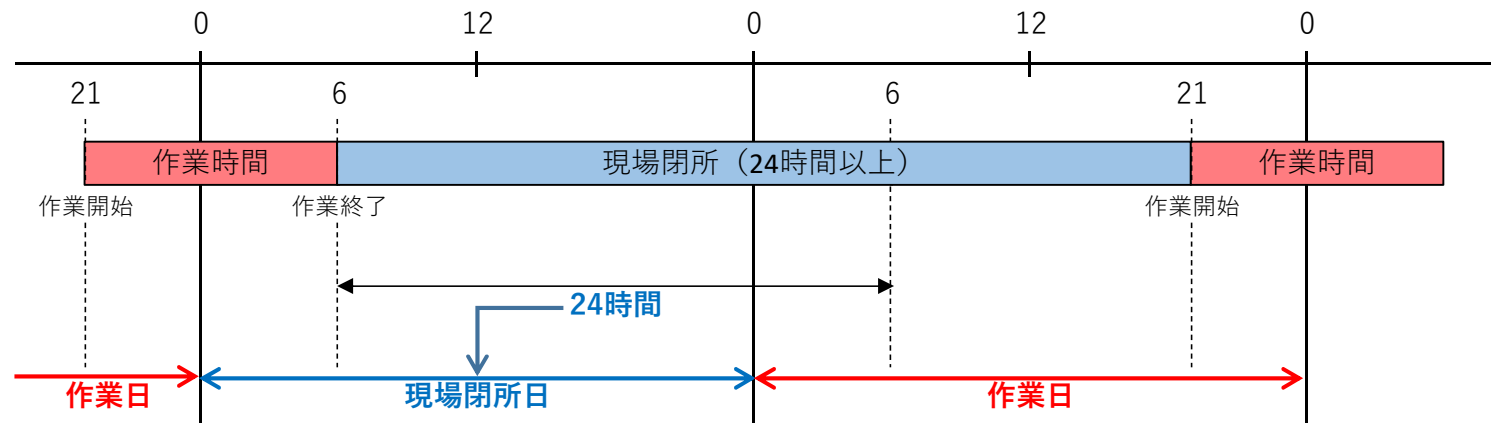 0 12 0 12 0
21 6 6 21
作業時間 現場閉所（24時間以上） 作業時間
作業開始 作業終了 作業開始
24時間
作業日 現場閉所日 作業日